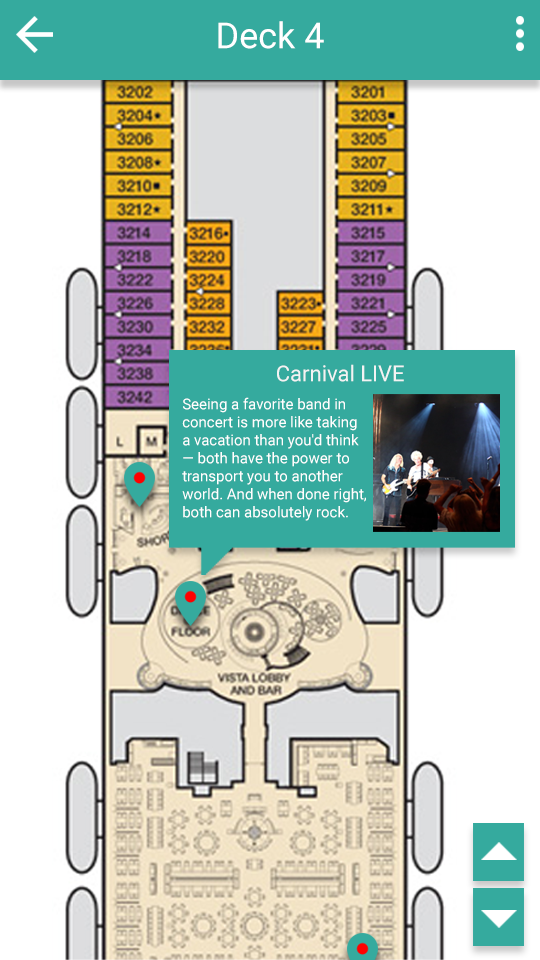 Deck 4
3202
3201
3204
3203
3206
3205
3208
3207
3210
3209
3212
3211
3214
3216
3215
3218
3220
3217
3222
3224
3219
3226
3228
3223
3221
3230
3232
3227
3225
3234
3238
3242
Carnival LIVE
Seeing a favorite band in
concert is more like taking
a vacation than you'd think
— both have the power to
transport you to another
world. And when done right,
both can absolutely rock.
L
M
SHOR
FLOOR
VISTA LOBBY
AND BAR